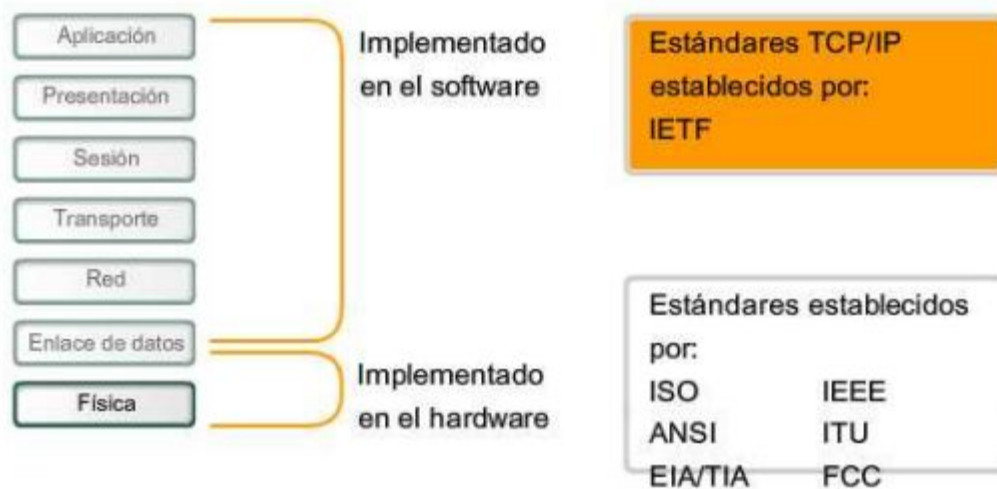 Aplicación
Presentación
Sesión
Transporte
Red
Enlace de datos
Física
Implementado
en el software
Implementado
en el hardware
Estándares TCP/IP
establecidos por:
IETF
Estándares establecidos
por:
ISO IEEE
ANSI ITU
EIA/TIA FCC